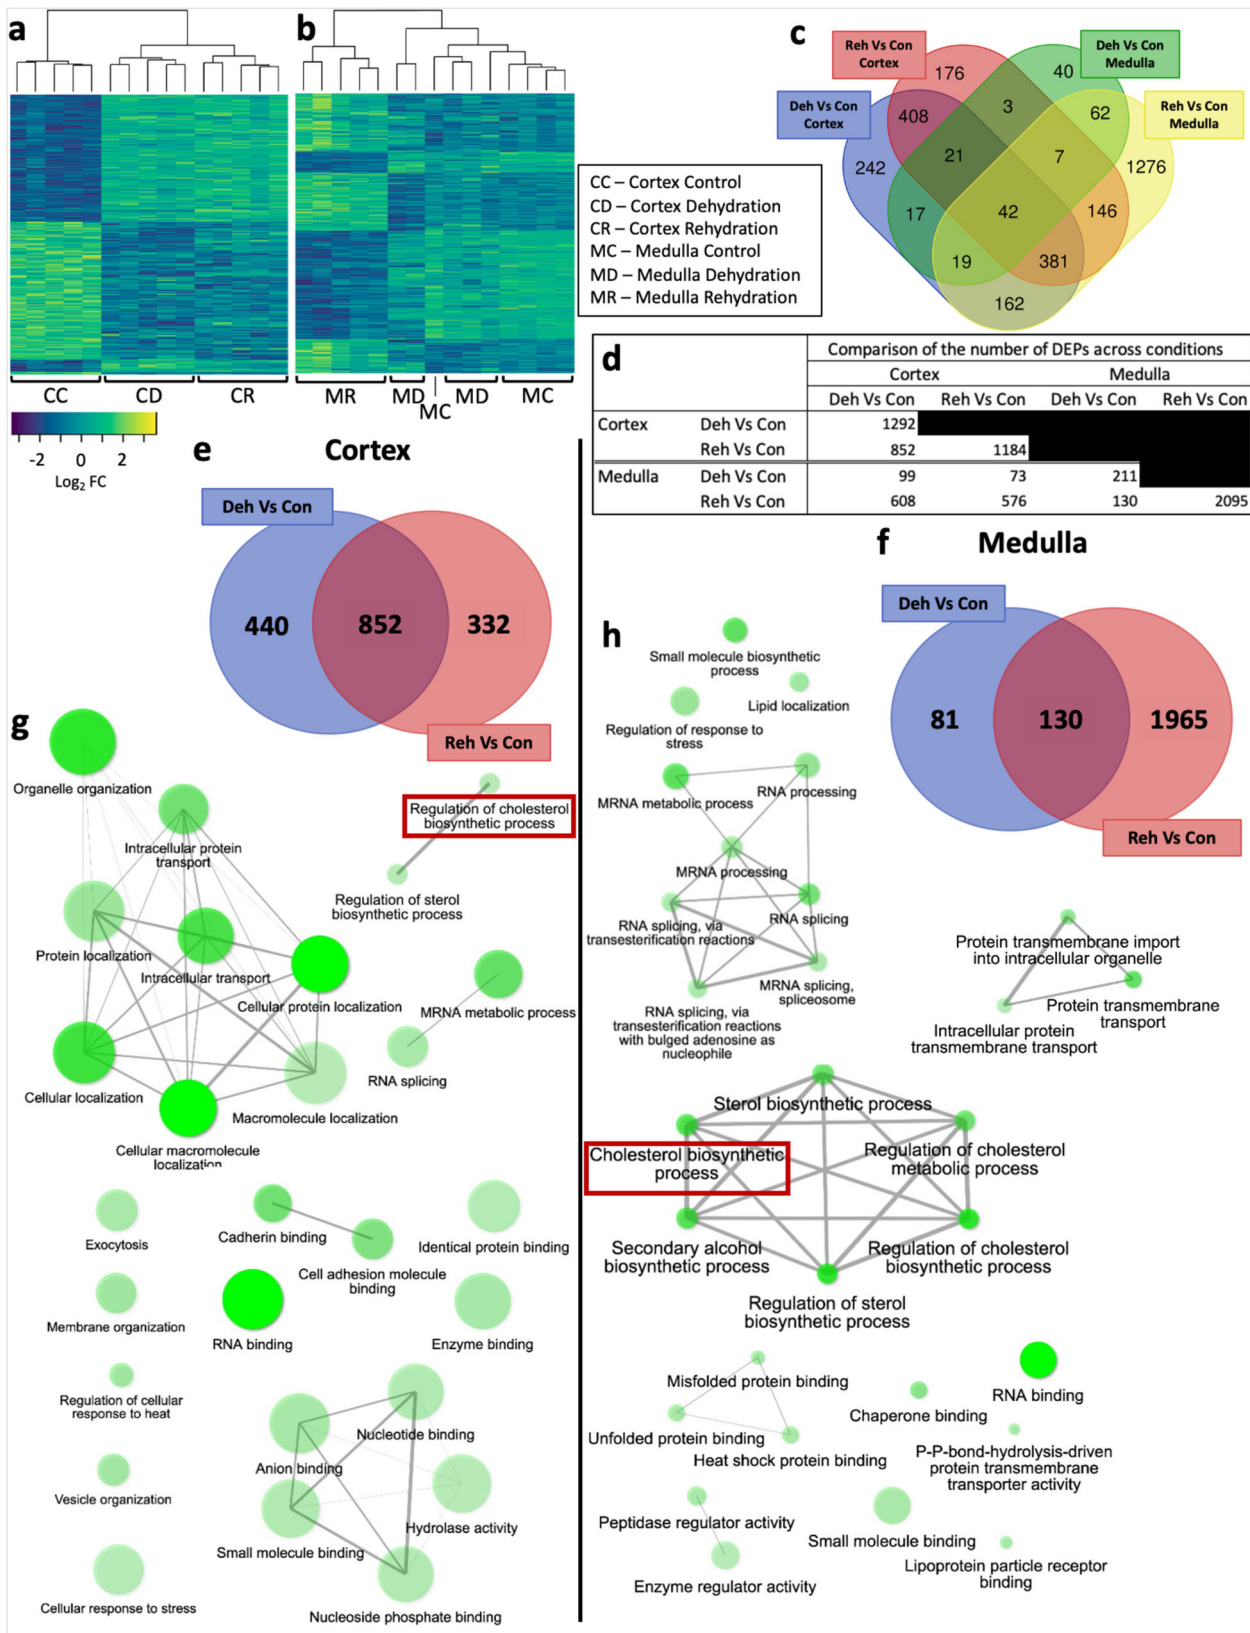 a
b
c
Reh Vs Con
Cortex
Deh Vs Con
Medulla
Deh Vs Con
Cortex
Reh Vs Con
Medulla
176
40
3
408
62
242
21
7
1276
17
42
146
19
381
162
CC – Cortex Control
CD – Cortex Dehydration
CR – Cortex Rehydration
MC – Medulla Control
MD – Medulla Dehydration
MR – Medulla Rehydration
CC CD CR
MR MD MC MD MC
-2 0 2
Log2 FC
d
Comparison of the number of DEPs across conditions
Cortex Medulla
Deh Vs Con Reh Vs Con Deh Vs Con Reh Vs Con
Cortex Deh Vs Con 1292
Reh Vs Con 852 1184
Medulla Deh Vs Con 99 73 211
Reh Vs Con 608 576 130 2095
e
Cortex
Deh Vs Con
440 852 332
Reh Vs Con
f
Medulla
Deh Vs Con
81 130 1965
Reh Vs Con
g
Organelle organization
Intracellular protein
transport
Regulation of cholesterol
biosynthetic process
Regulation of sterol
biosynthetic process
Protein localization
Intracellular transport
Cellular protein localization
MRNA metabolic process
RNA splicing
Cellular localization
Macromolecule localization
Cellular macromolecule
localization
Exocytosis
Cadherin binding
Identical protein binding
Cell adhesion molecule
binding
Membrane organization
RNA binding
Enzyme binding
Regulation of cellular
response to heat
Nucleotide binding
Anion binding
Vesicle organization
Hydrolase activity
Small molecule binding
Cellular response to stress
Nucleoside phosphate binding
h
Small molecule biosynthetic
process
Lipid localization
Regulation of response to
stress
MRNA metabolic process
RNA processing
MRNA processing
RNA splicing, via
transesterification reactions
RNA splicing
MRNA splicing,
spliceosome
RNA splicing, via
transesterification reactions
with bulged adenosine as
nucleophile
Protein transmembrane import
into intracellular organelle
Protein transmembrane
transport
Intracellular protein
transmembrane transport
Sterol biosynthetic process
Cholesterol biosynthetic
process
Regulation of cholesterol
metabolic process
Secondary alcohol
biosynthetic process
Regulation of cholesterol
biosynthetic process
Regulation of sterol
biosynthetic process
Misfolded protein binding
RNA binding
Chaperone binding
Unfolded protein binding
Heat shock protein binding
P-P-bond-hydrolysis-driven
protein transmembrane
transporter activity
Peptidase regulator activity
Small molecule binding
Lipoprotein particle receptor
binding
Enzyme regulator activity